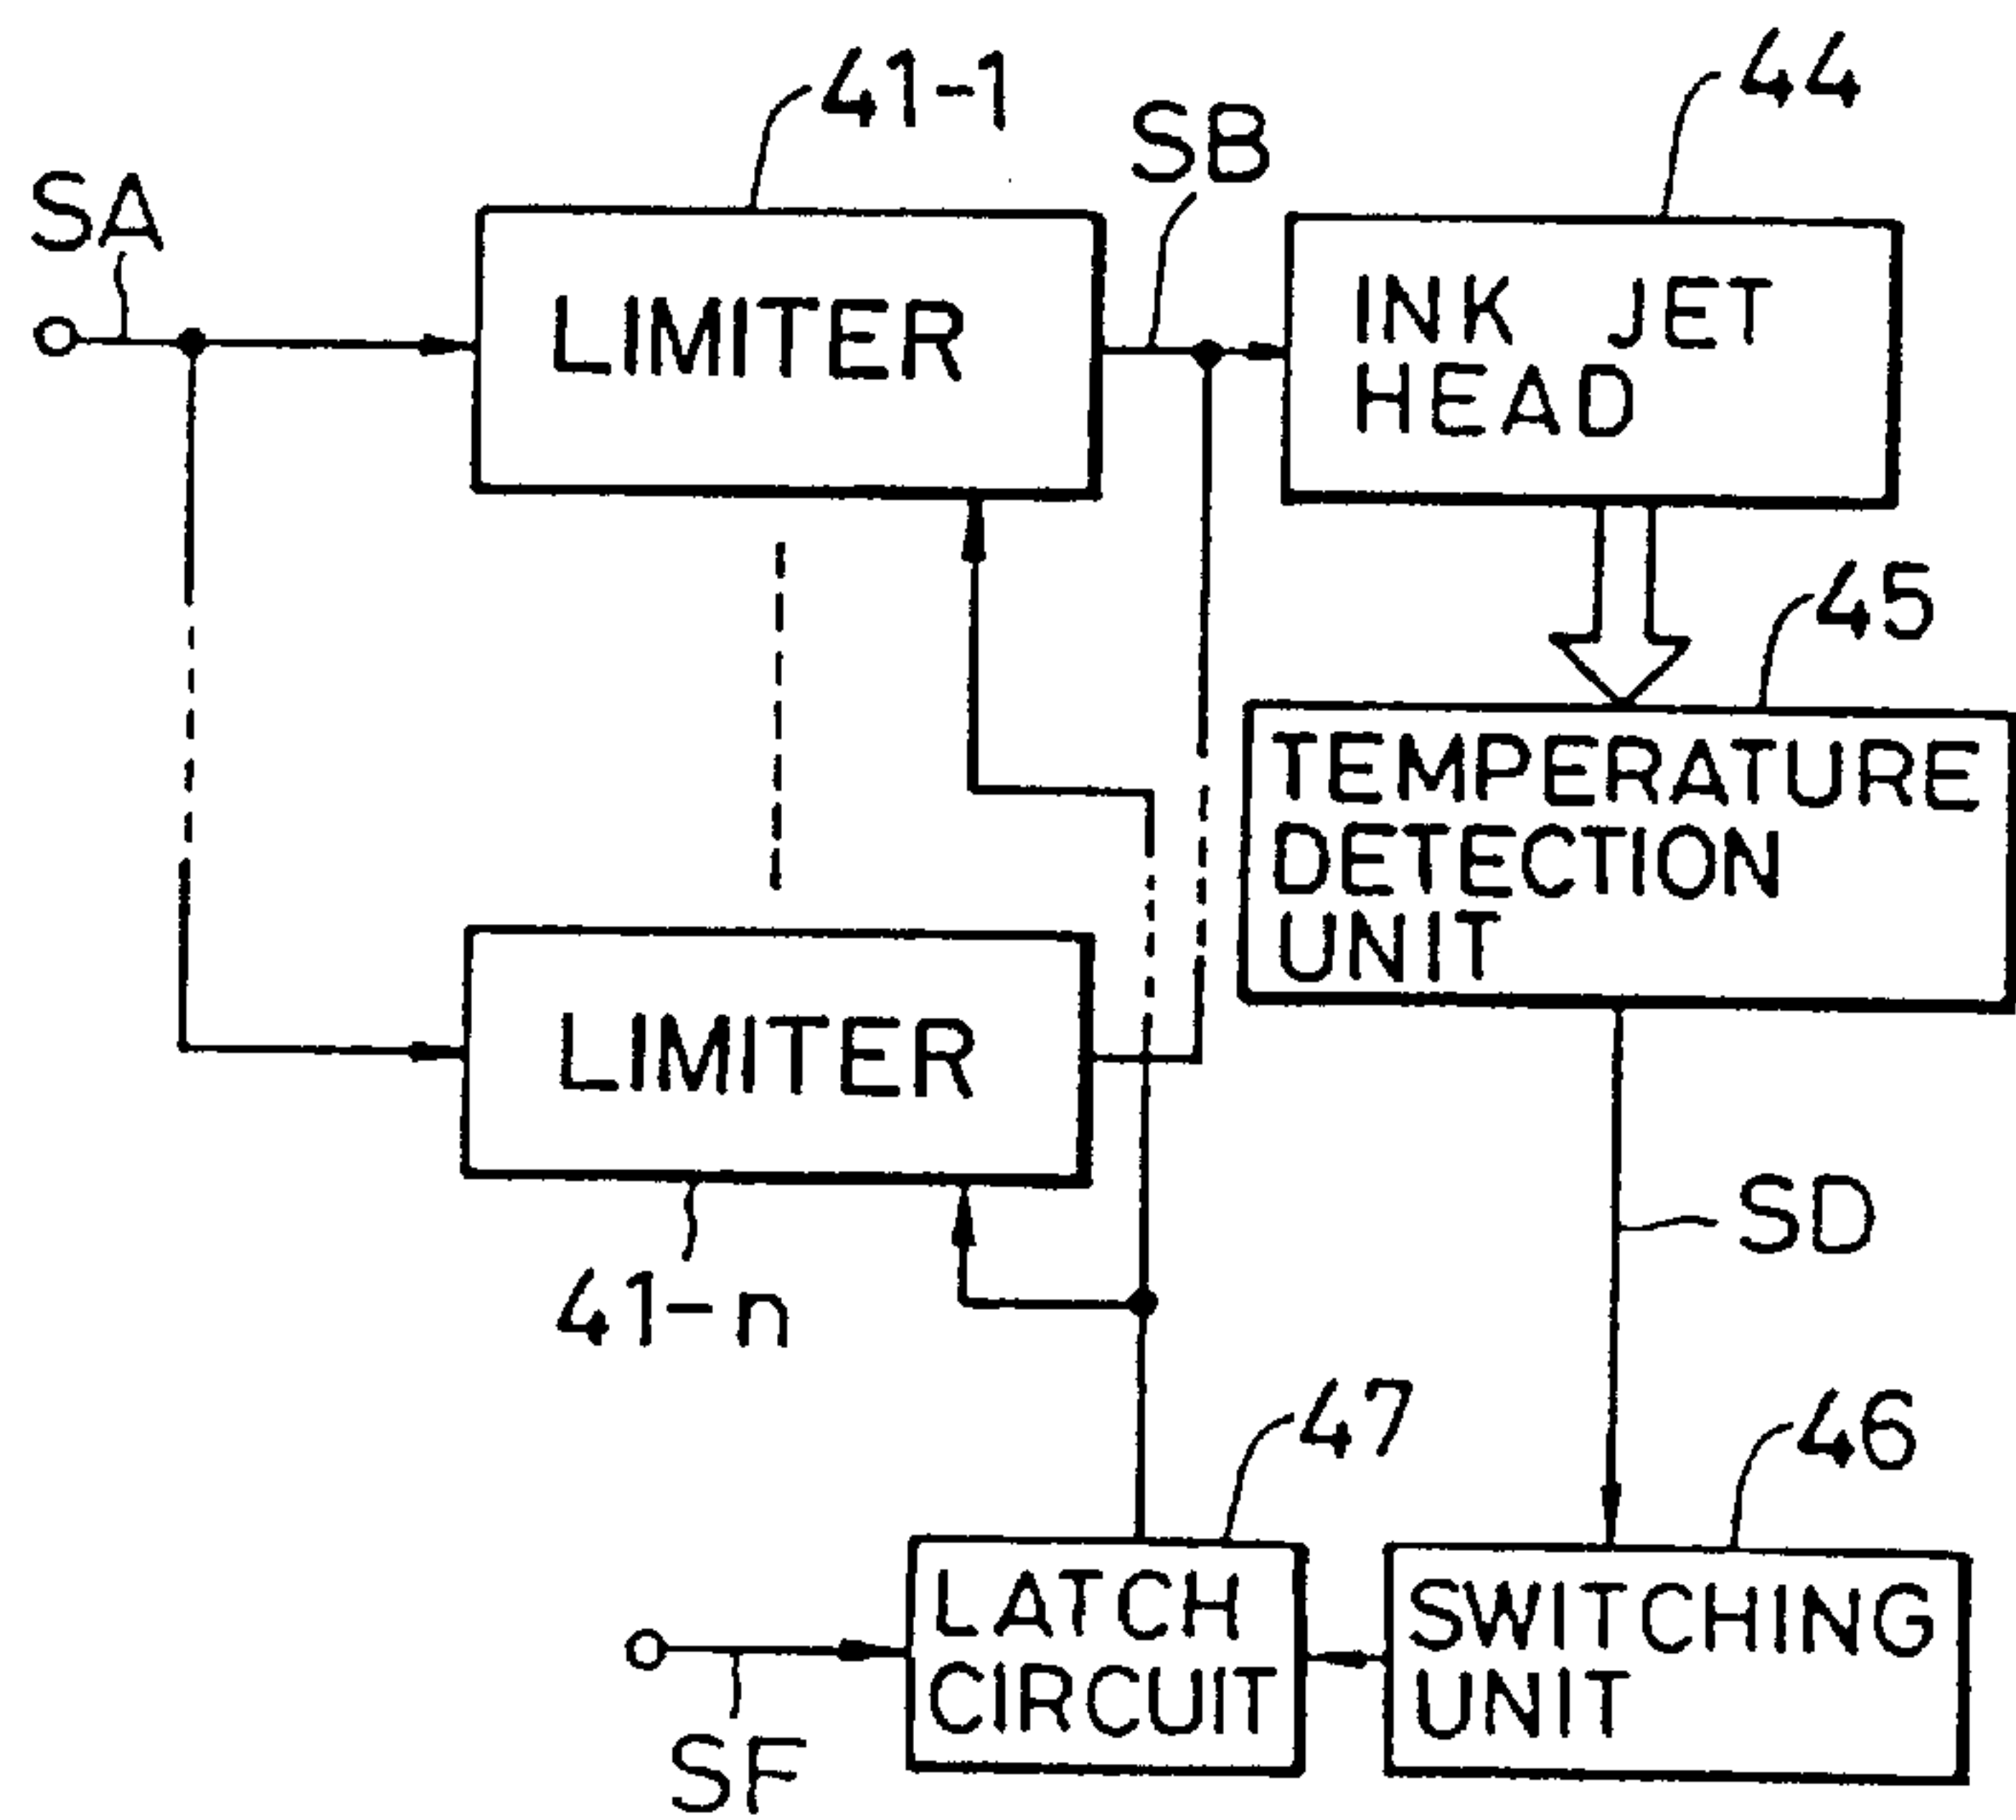 41-1
44
SB
SA
LIMITER
INK JET
HEAD
45
TEMPERATURE
DETECTION
UNIT
LIMITER
SD
41-n
47
46
LATCH
CIRCUIT
SWITCHING
UNIT
SF